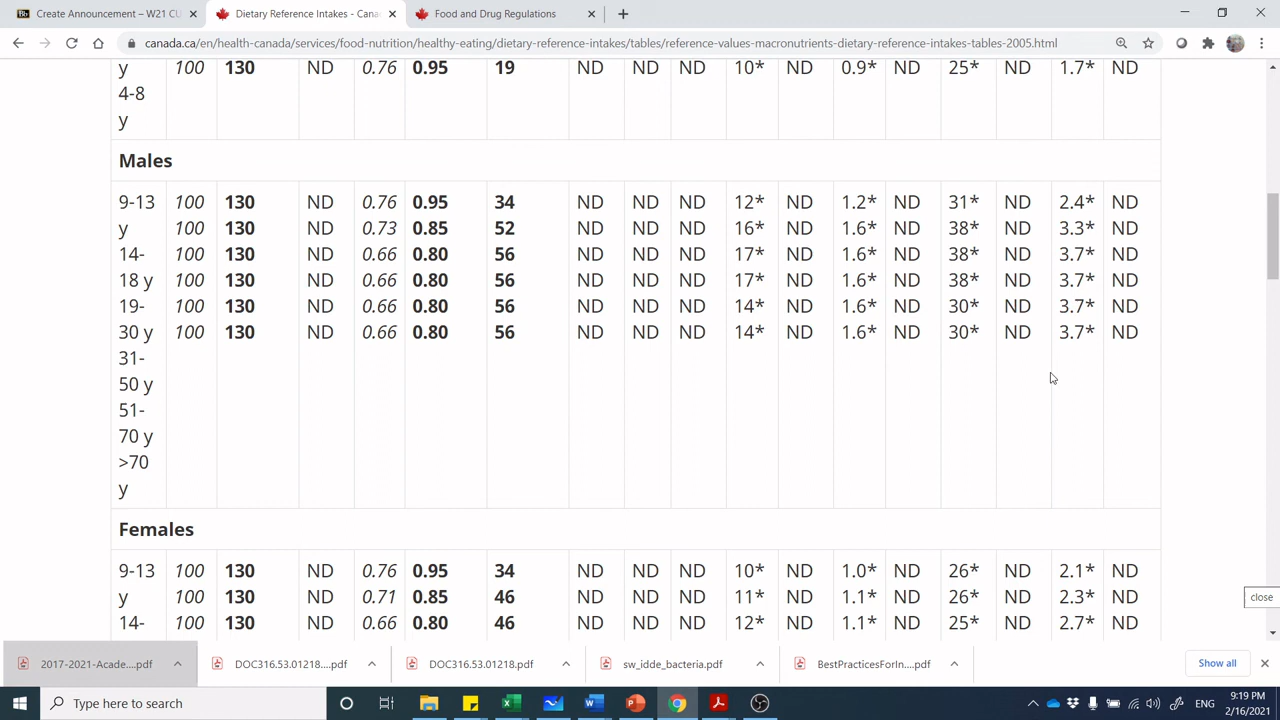 Create Announcement – W21 CU
Dietary Reference Intakes - Cana
Food and Drug Regulations
canada.ca/en/health-canada/services/food-nutrition/healthy-eating/dietary-reference-intakes/tables/reference-values-macronutrients-dietary-reference-intakes-tables-2005.html
y 100 130 ND 0.76 0.95 19 ND ND ND 10* ND 0.9* ND 25* ND 1.7* ND
4-8
y
Males
9-13 100 130 ND 0.76 0.95 34 ND ND ND 12* ND 1.2* ND 31* ND 2.4* ND
y 100 130 ND 0.73 0.85 52 ND ND ND 16* ND 1.6* ND 38* ND 3.3* ND
14- 100 130 ND 0.66 0.80 56 ND ND ND 17* ND 1.6* ND 38* ND 3.7* ND
18 y 100 130 ND 0.66 0.80 56 ND ND ND 17* ND 1.6* ND 38* ND 3.7* ND
19- 100 130 ND 0.66 0.80 56 ND ND ND 14* ND 1.6* ND 30* ND 3.7* ND
30 y 100 130 ND 0.66 0.80 56 ND ND ND 14* ND 1.6* ND 30* ND 3.7* ND
31-
50 y
51-
70 y
>70
y
Females
9-13 100 130 ND 0.76 0.95 34 ND ND ND 10* ND 1.0* ND 26* ND 2.1* ND
y 100 130 ND 0.71 0.85 46 ND ND ND 11* ND 1.1* ND 26* ND 2.3* ND
14- 100 130 ND 0.66 0.80 46 ND ND ND 12* ND 1.1* ND 25* ND 2.7* ND
close
2017-2021-Acade....pdf
DOC316.53.01218....pdf
DOC316.53.01218.pdf
sw_idde_bacteria.pdf
BestPracticesForIn....pdf
Show all
Type here to search
ENG
9:19 PM
2/16/2021